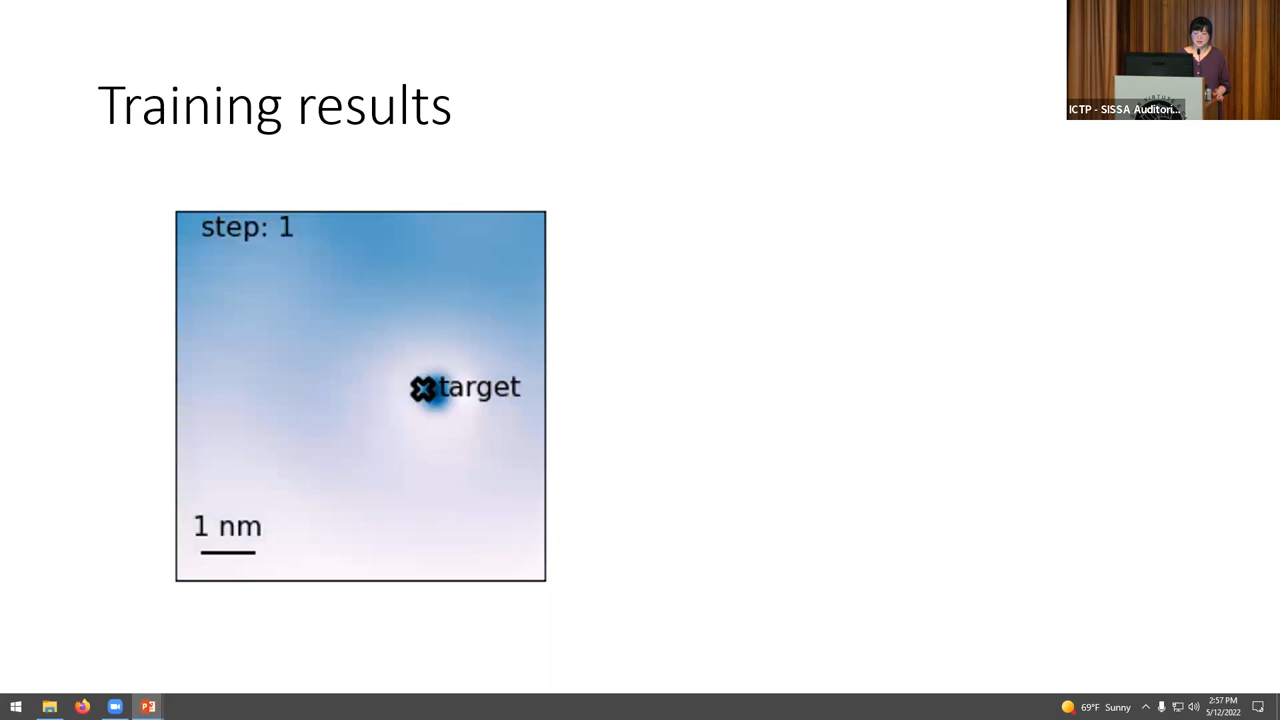 Training results
ICTP - SISSA Auditori...
step: 1
target
1 nm
69°F Sunny
2:57 PM
5/12/2022